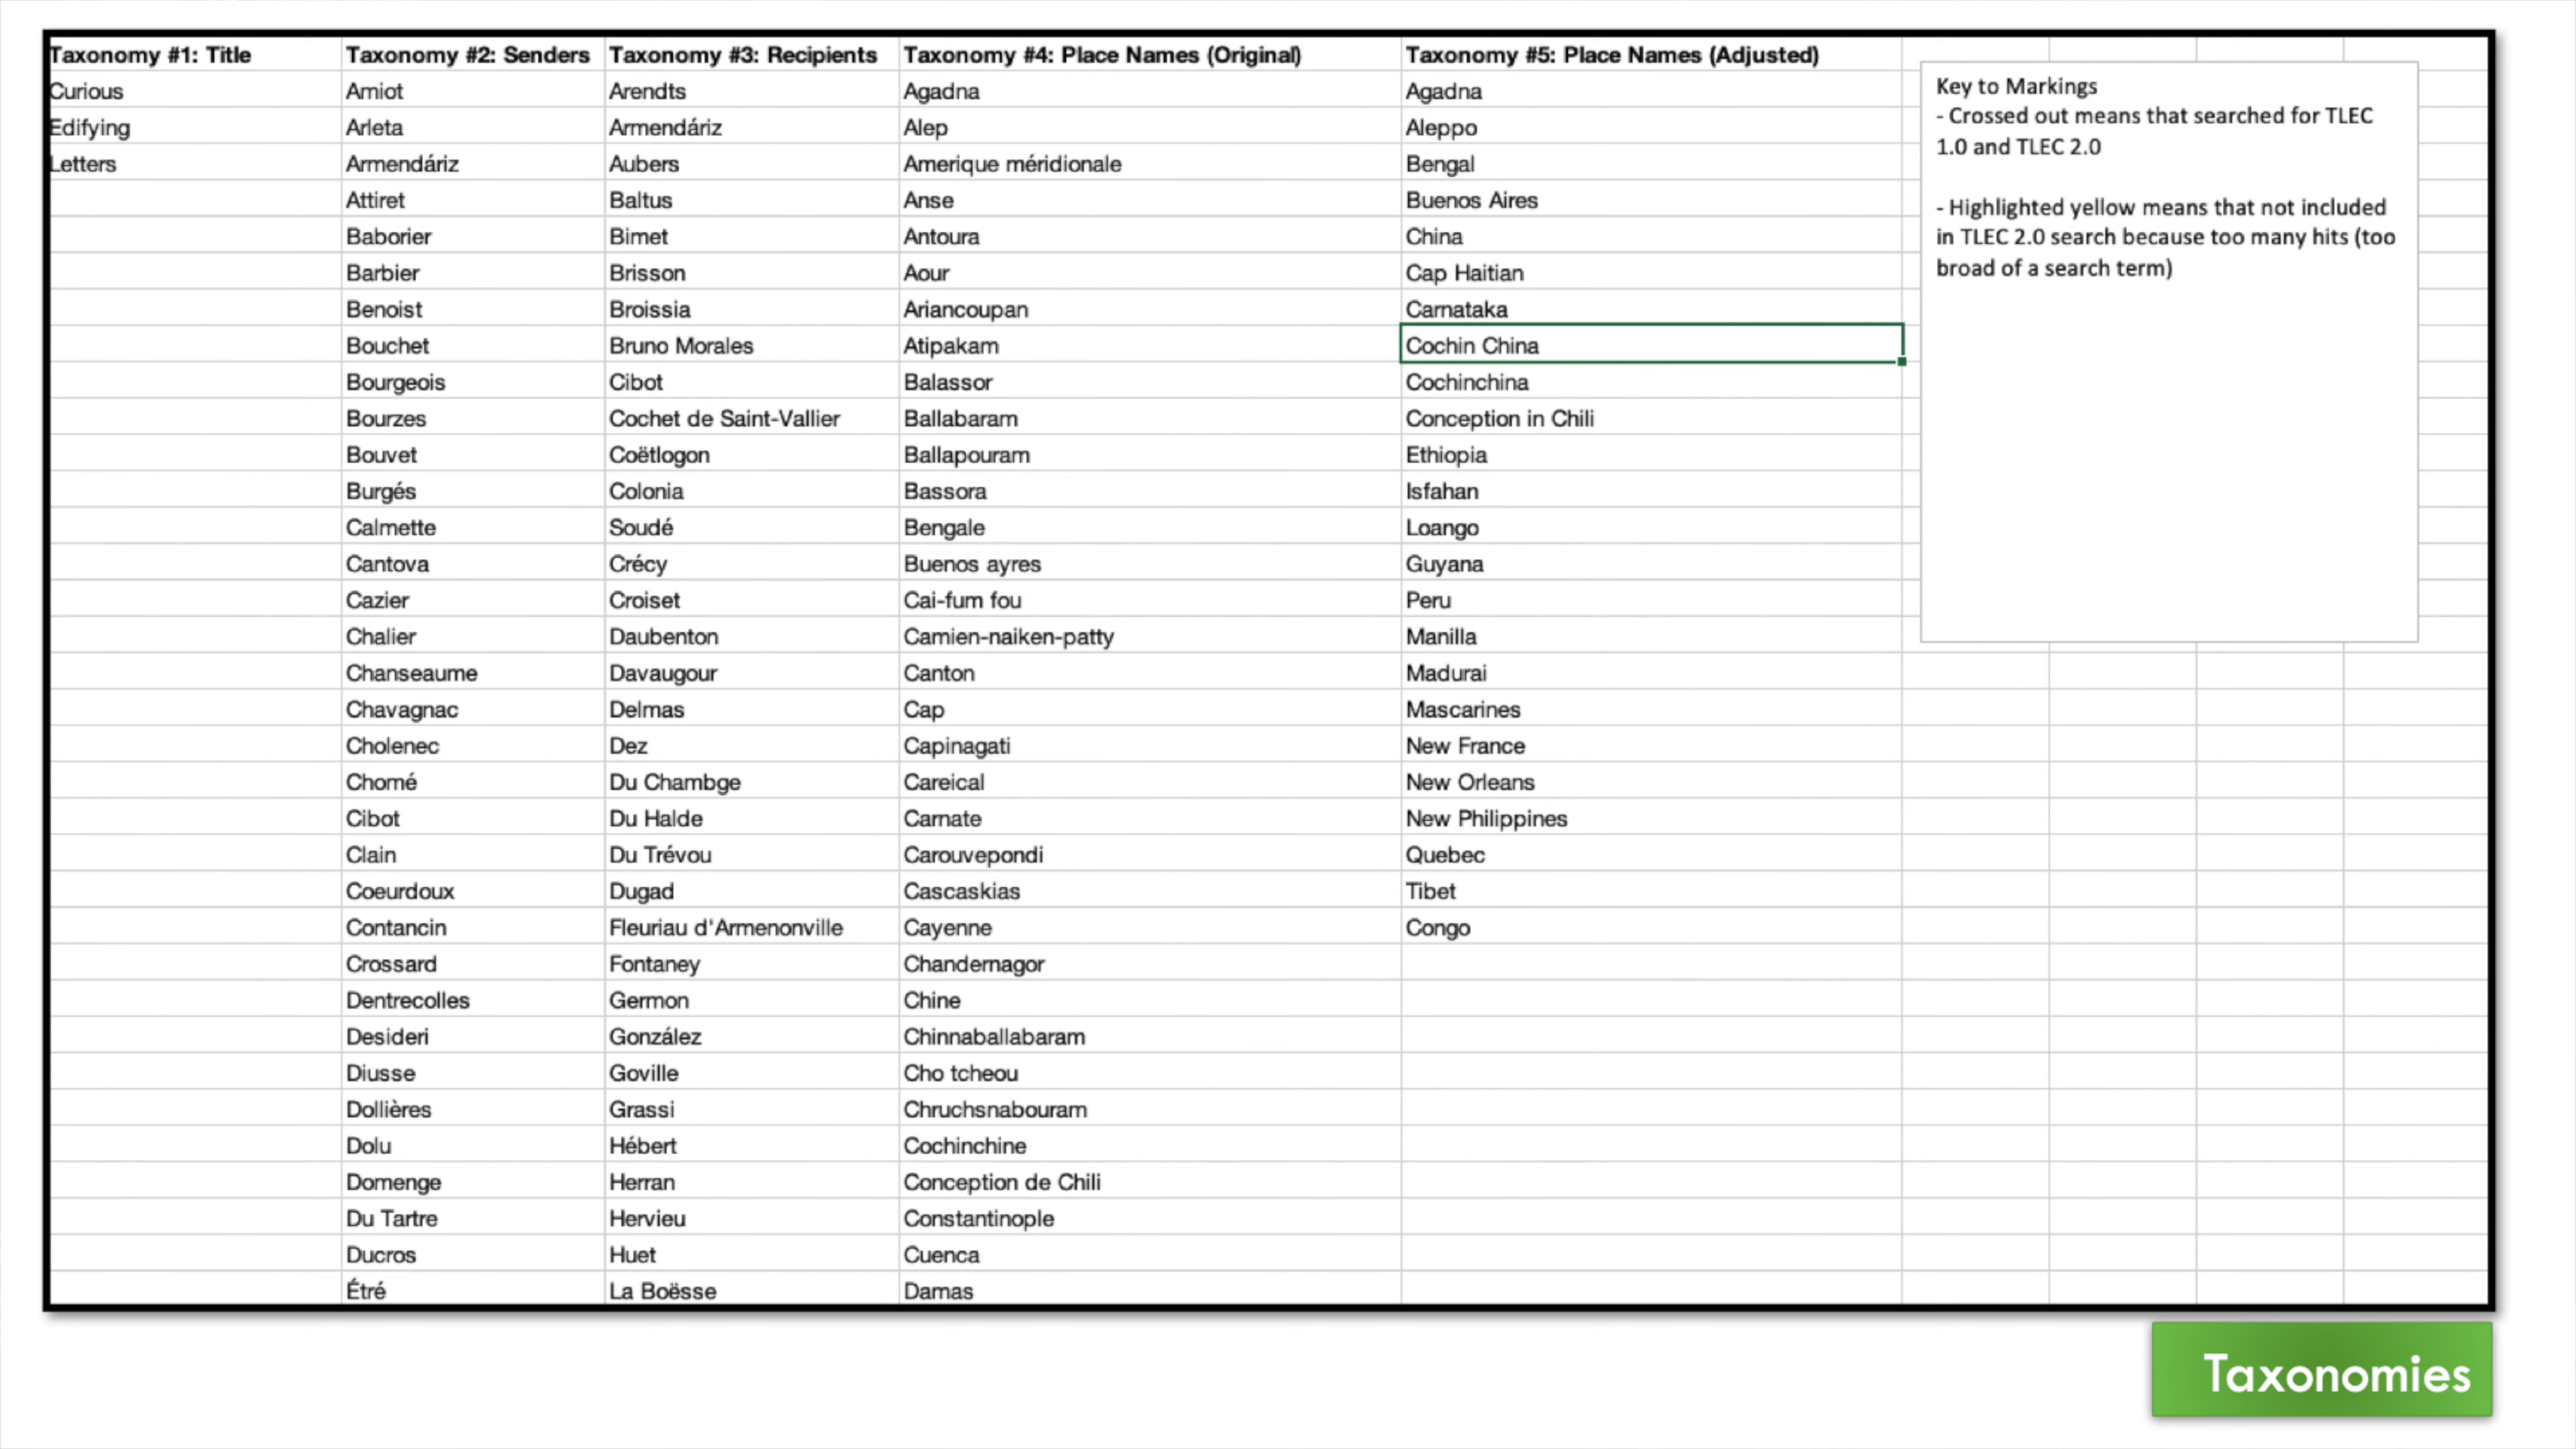 Taxonomy #1: Title	Taxonomy #2: Senders	Taxonomy #3: Recipients	Taxonomy #4: Place Names (Original)	Taxonomy #5: Place Names (Adjusted)
Curious	Amiot	Arendts	Agadna	Agadna
Edifying	Arleta	Armendáriz	Alep	Aleppo
Letters	Armendáriz	Aubers	Amerique méridionale	Bengal
Attiret	Baltus	Anse	Buenos Aires
Baborier	Bimet	Antoura	China
Barbier	Brisson	Aour	Cap Haitian
Benoist	Broissia	Ariancoupan	Carnataka
Bouchet	Bruno Morales	Atipakam	Cochin China
Bourgeois	Cibot	Balassor	Cochinchina
Bourzes	Cochet de Saint-Vallier	Ballabaram	Conception in Chili
Bouvet	Coëtlogon	Ballapouram	Ethiopia
Burgés	Colonia	Bassora	Isfahan
Calmette	Soudé	Bengale	Loango
Cantova	Crécy	Buenos ayres	Guyana
Cazier	Croiset	Cai-fum fou	Peru
Chalier	Daubenton	Camien-naiken-patty	Manilla
Chanseaume	Davaugour	Canton	Madurai
Chavagnac	Delmas	Cap	Mascarines
Cholenec	Dez	Capinagati	New France
Chomé	Du Chambge	Careical	New Orleans
Cibot	Du Halde	Carnate	New Philippines
Clain	Du Trévou	Carouvepondi	Quebec
Coeurdoux	Dugad	Cascaskias	Tibet
Contancin	Fleuriau d'Armenonville	Cayenne	Congo
Crossard	Fontaney	Chandernagor
Dentrecolles	Germon	Chine
Desideri	González	Chinnaballabaram
Diusse	Goville	Cho tcheou
Dollières	Grassi	Chruchsnabouram
Dolu	Hébert	Cochinchine
Domenge	Herran	Conception de Chili
Du Tartre	Hervieu	Constantinople
Ducros	Huet	Cuenca
Étré	La Boësse	Damas
Key to Markings
- Crossed out means that searched for TLEC
1.0 and TLEC 2.0
- Highlighted yellow means that not included
in TLEC 2.0 search because too many hits (too
broad of a search term)
Taxonomies